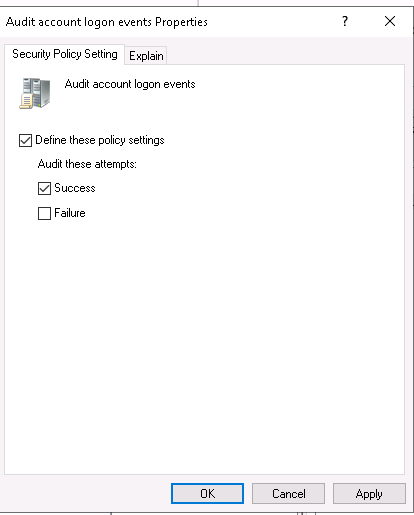 Audit account logon events Properties
?
Security Policy Setting
Explain
Audit account logon events
Define these policy settings
Audit these attempts:
Success
Failure
OK
Cancel
Apply